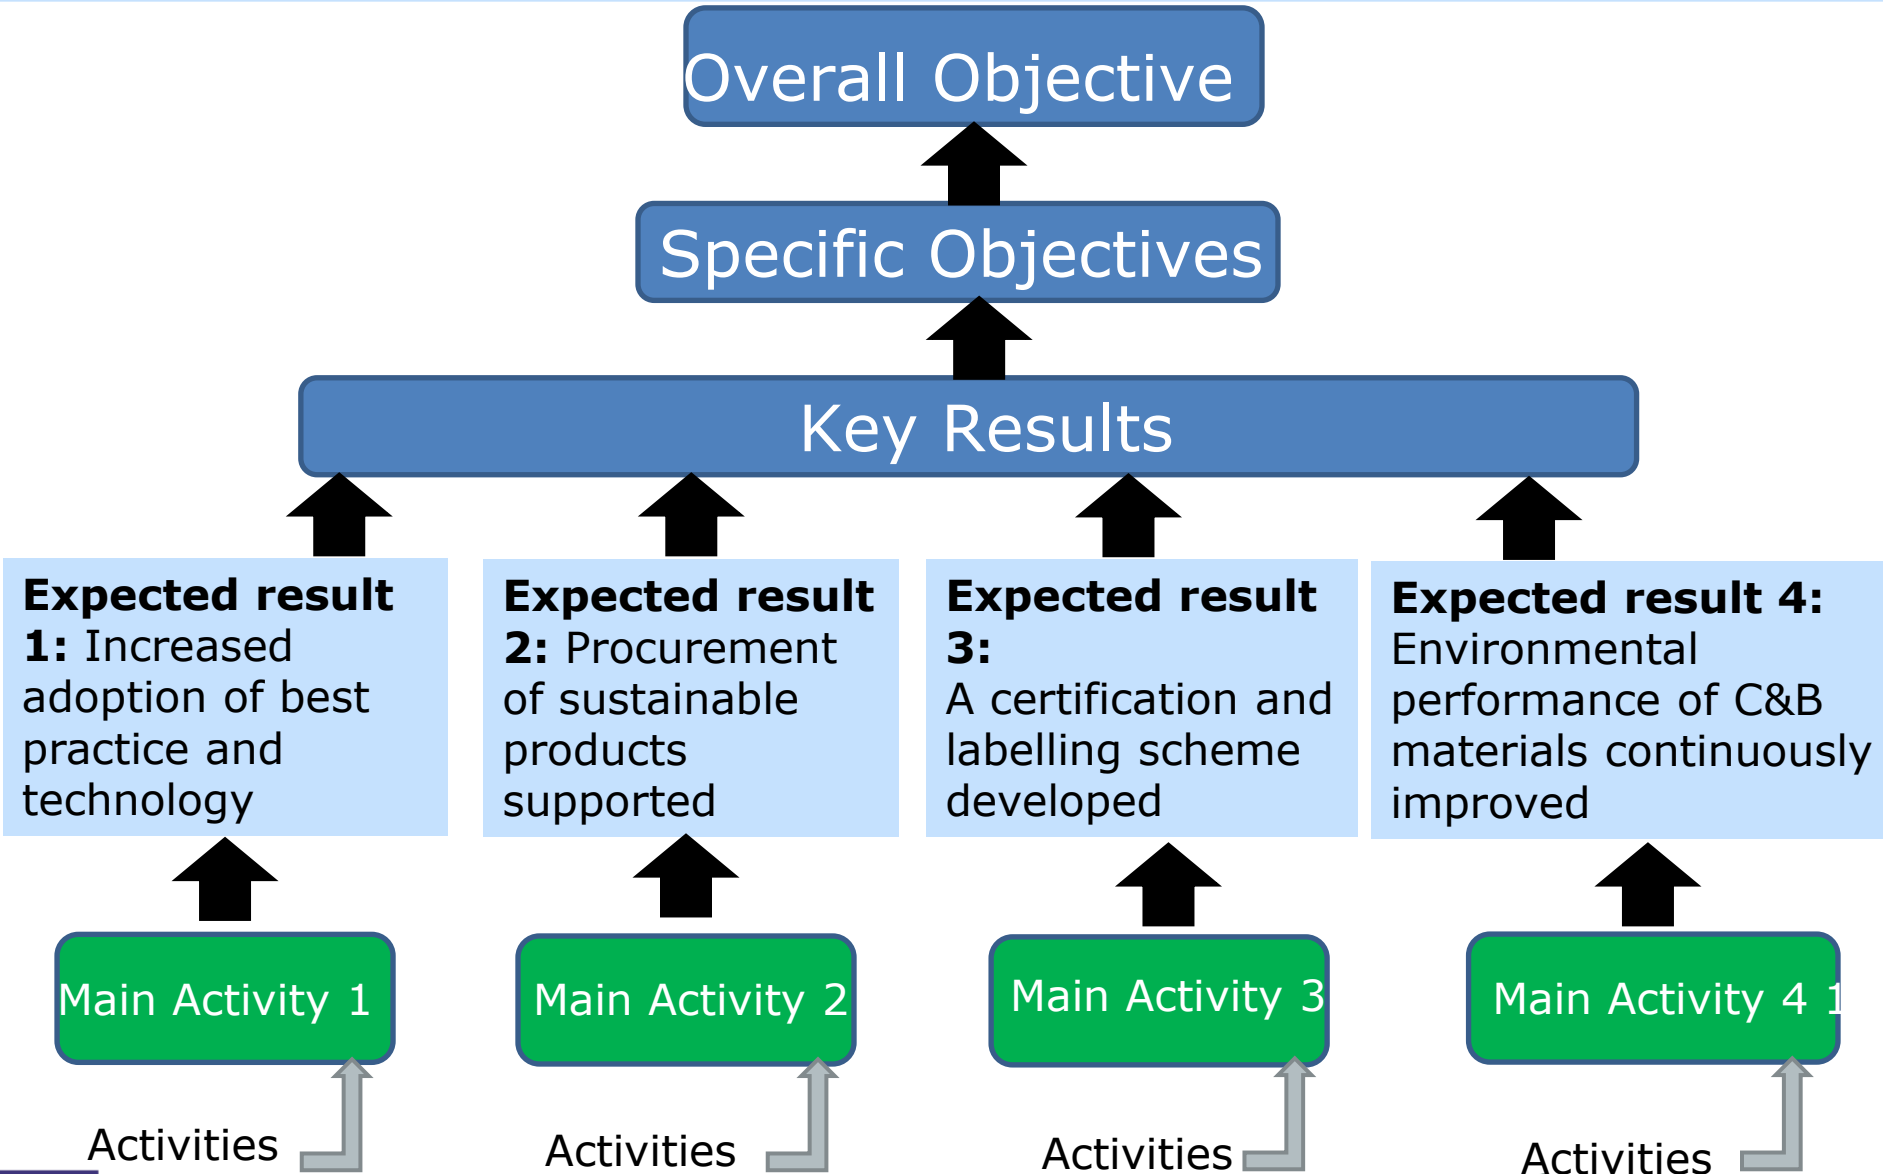 Overall Objective
Specific Objectives
Key Results
Expected result
1: Increased
adoption of best
practice and
technology
Expected result
2: Procurement
of sustainable
products
supported
Expected result
3:
A certification and
labelling scheme
developed
Expected result 4:
Environmental
performance of C&B
materials continuously
improved
Main Activity 1
Main Activity 2
Main Activity 3
Main Activity 4 1
Activities
Activities
Activities
Activities